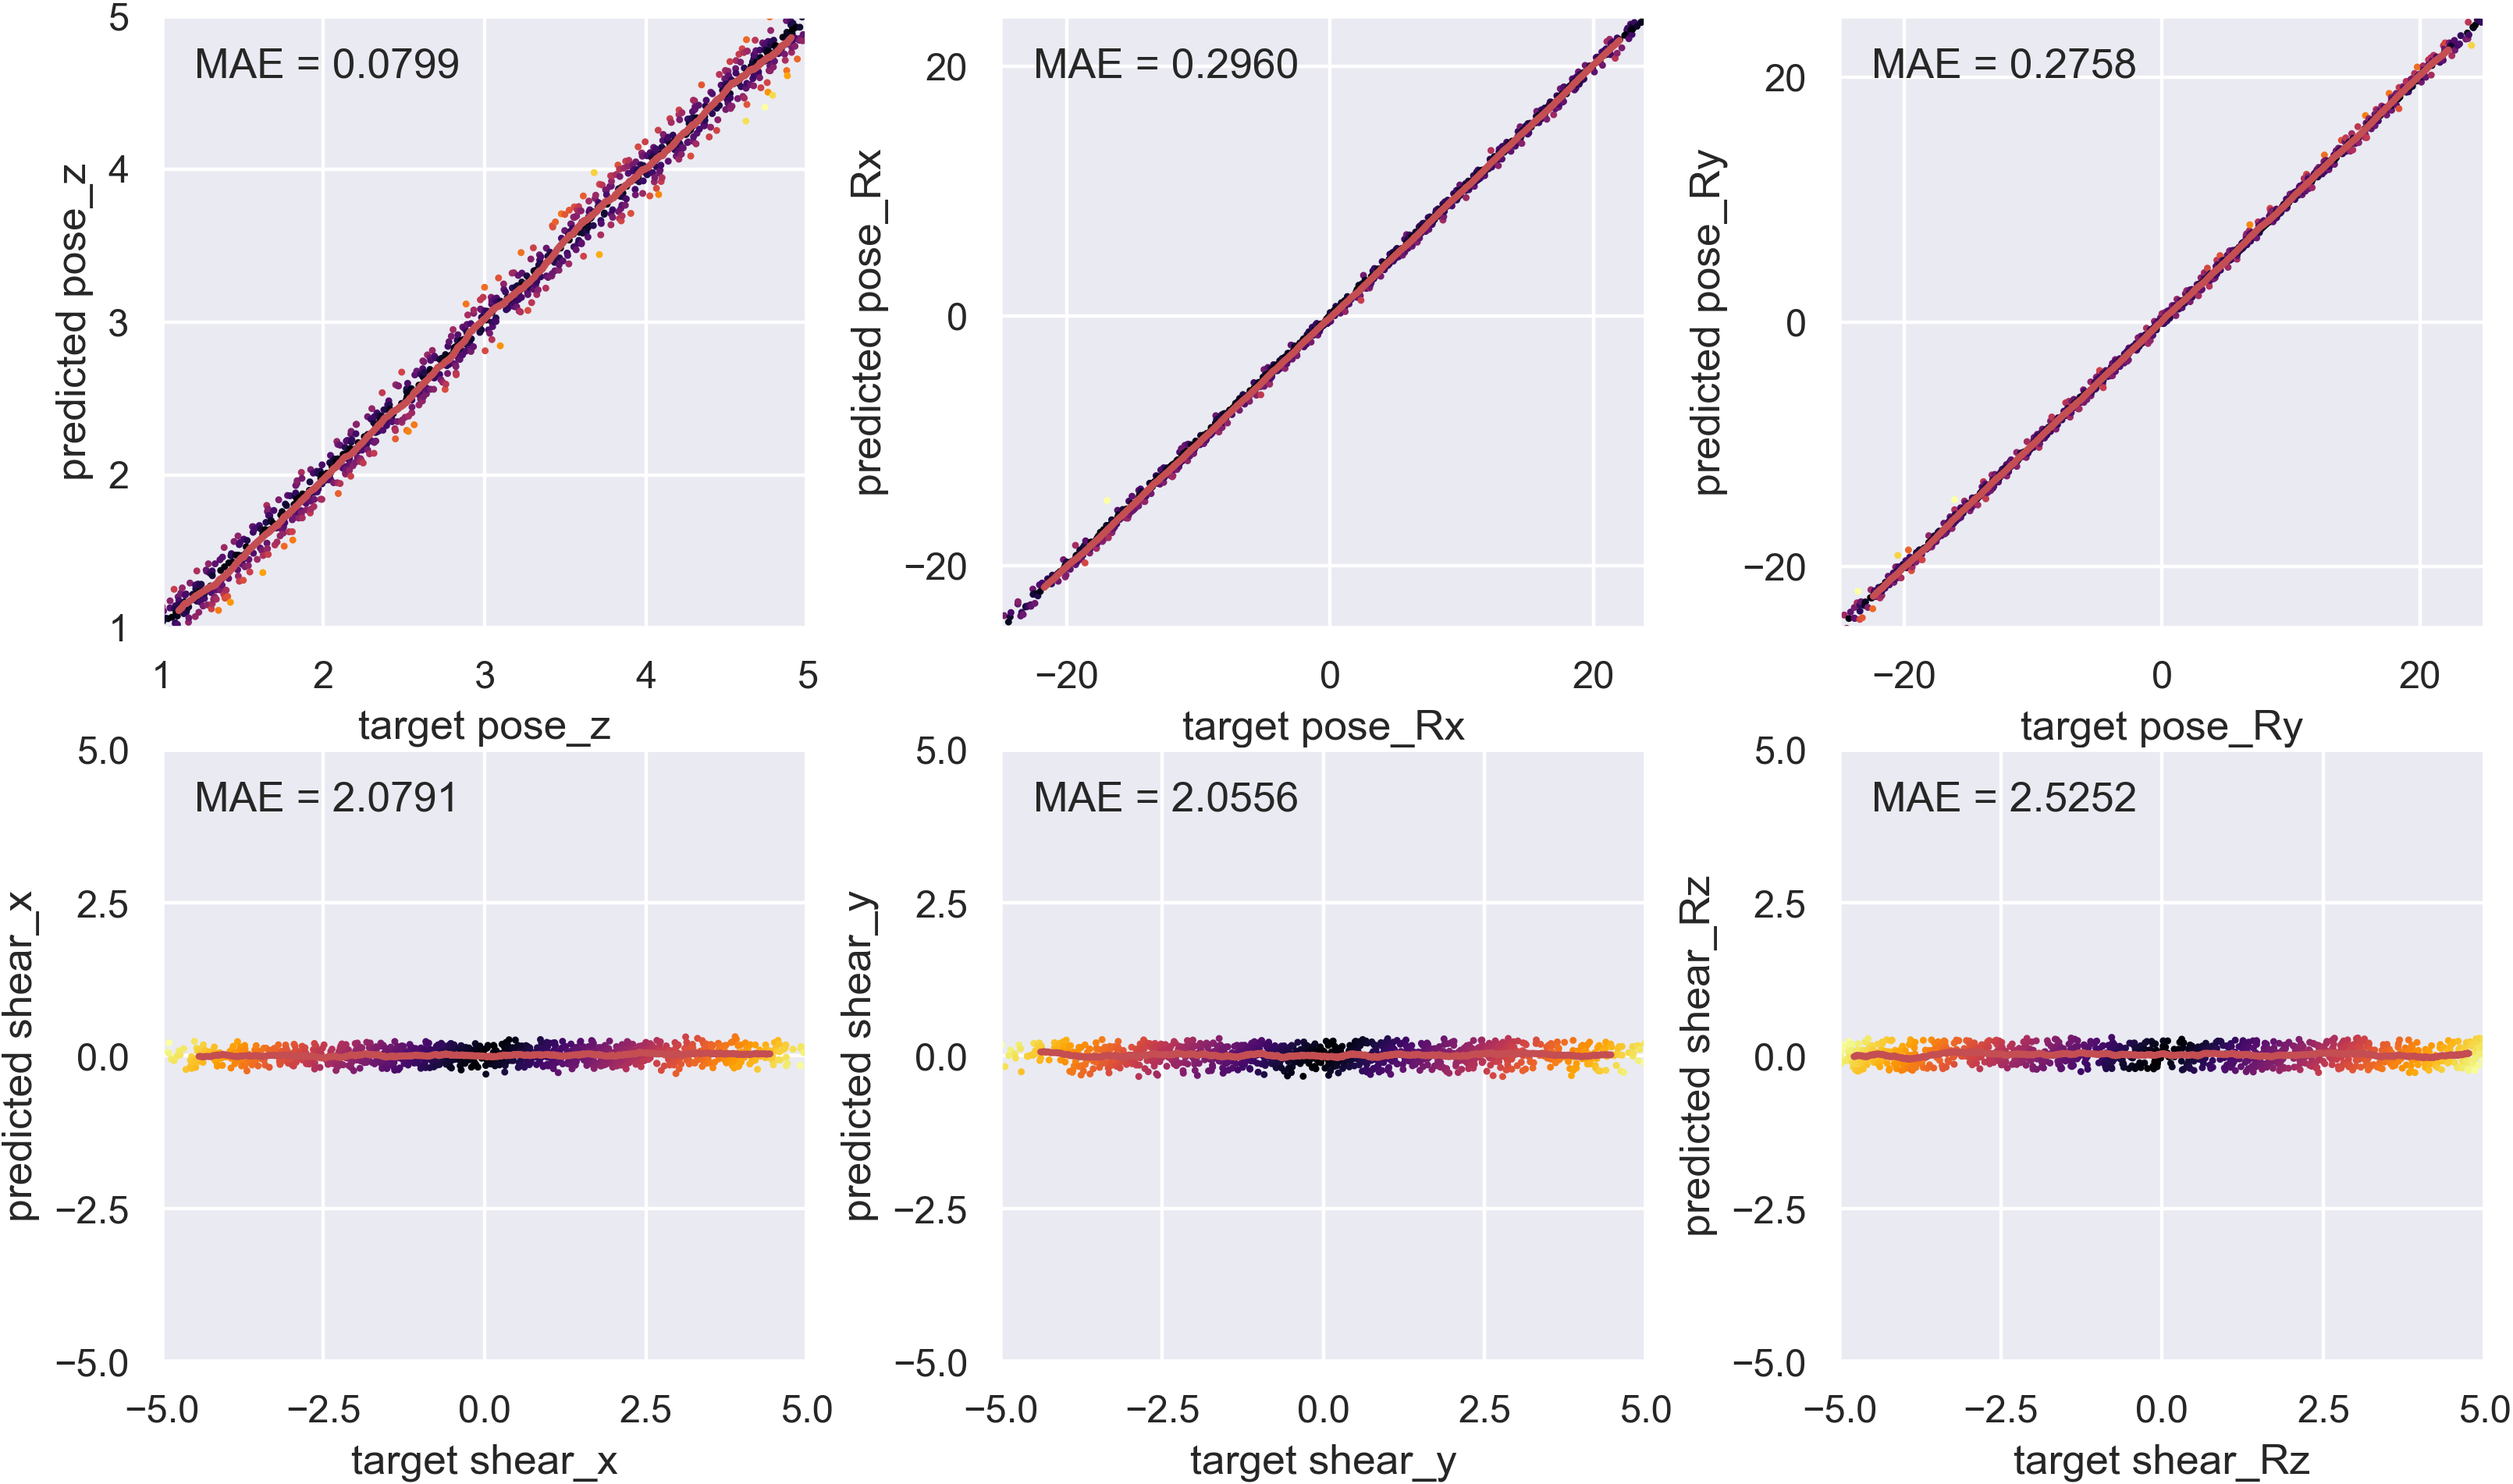 MAE = 0.0799
predicted pose_z
5
4
3
2
1
1 2 3 4 5
target pose_z
MAE = 0.2960
predicted pose_Rx
20
0
−20
−20 0 20
target pose_Rx
MAE = 0.2758
predicted pose_Ry
20
0
−20
−20 0 20
target pose_Ry
MAE = 2.0791
predicted shear_x
5.0
2.5
0.0
−2.5
−5.0
−5.0 −2.5 0.0 2.5 5.0
target shear_x
MAE = 2.0556
predicted shear_y
5.0
2.5
0.0
−2.5
−5.0
−5.0 −2.5 0.0 2.5 5.0
target shear_y
MAE = 2.5252
predicted shear_Rz
5.0
2.5
0.0
−2.5
−5.0
−5.0 −2.5 0.0 2.5 5.0
target shear_Rz